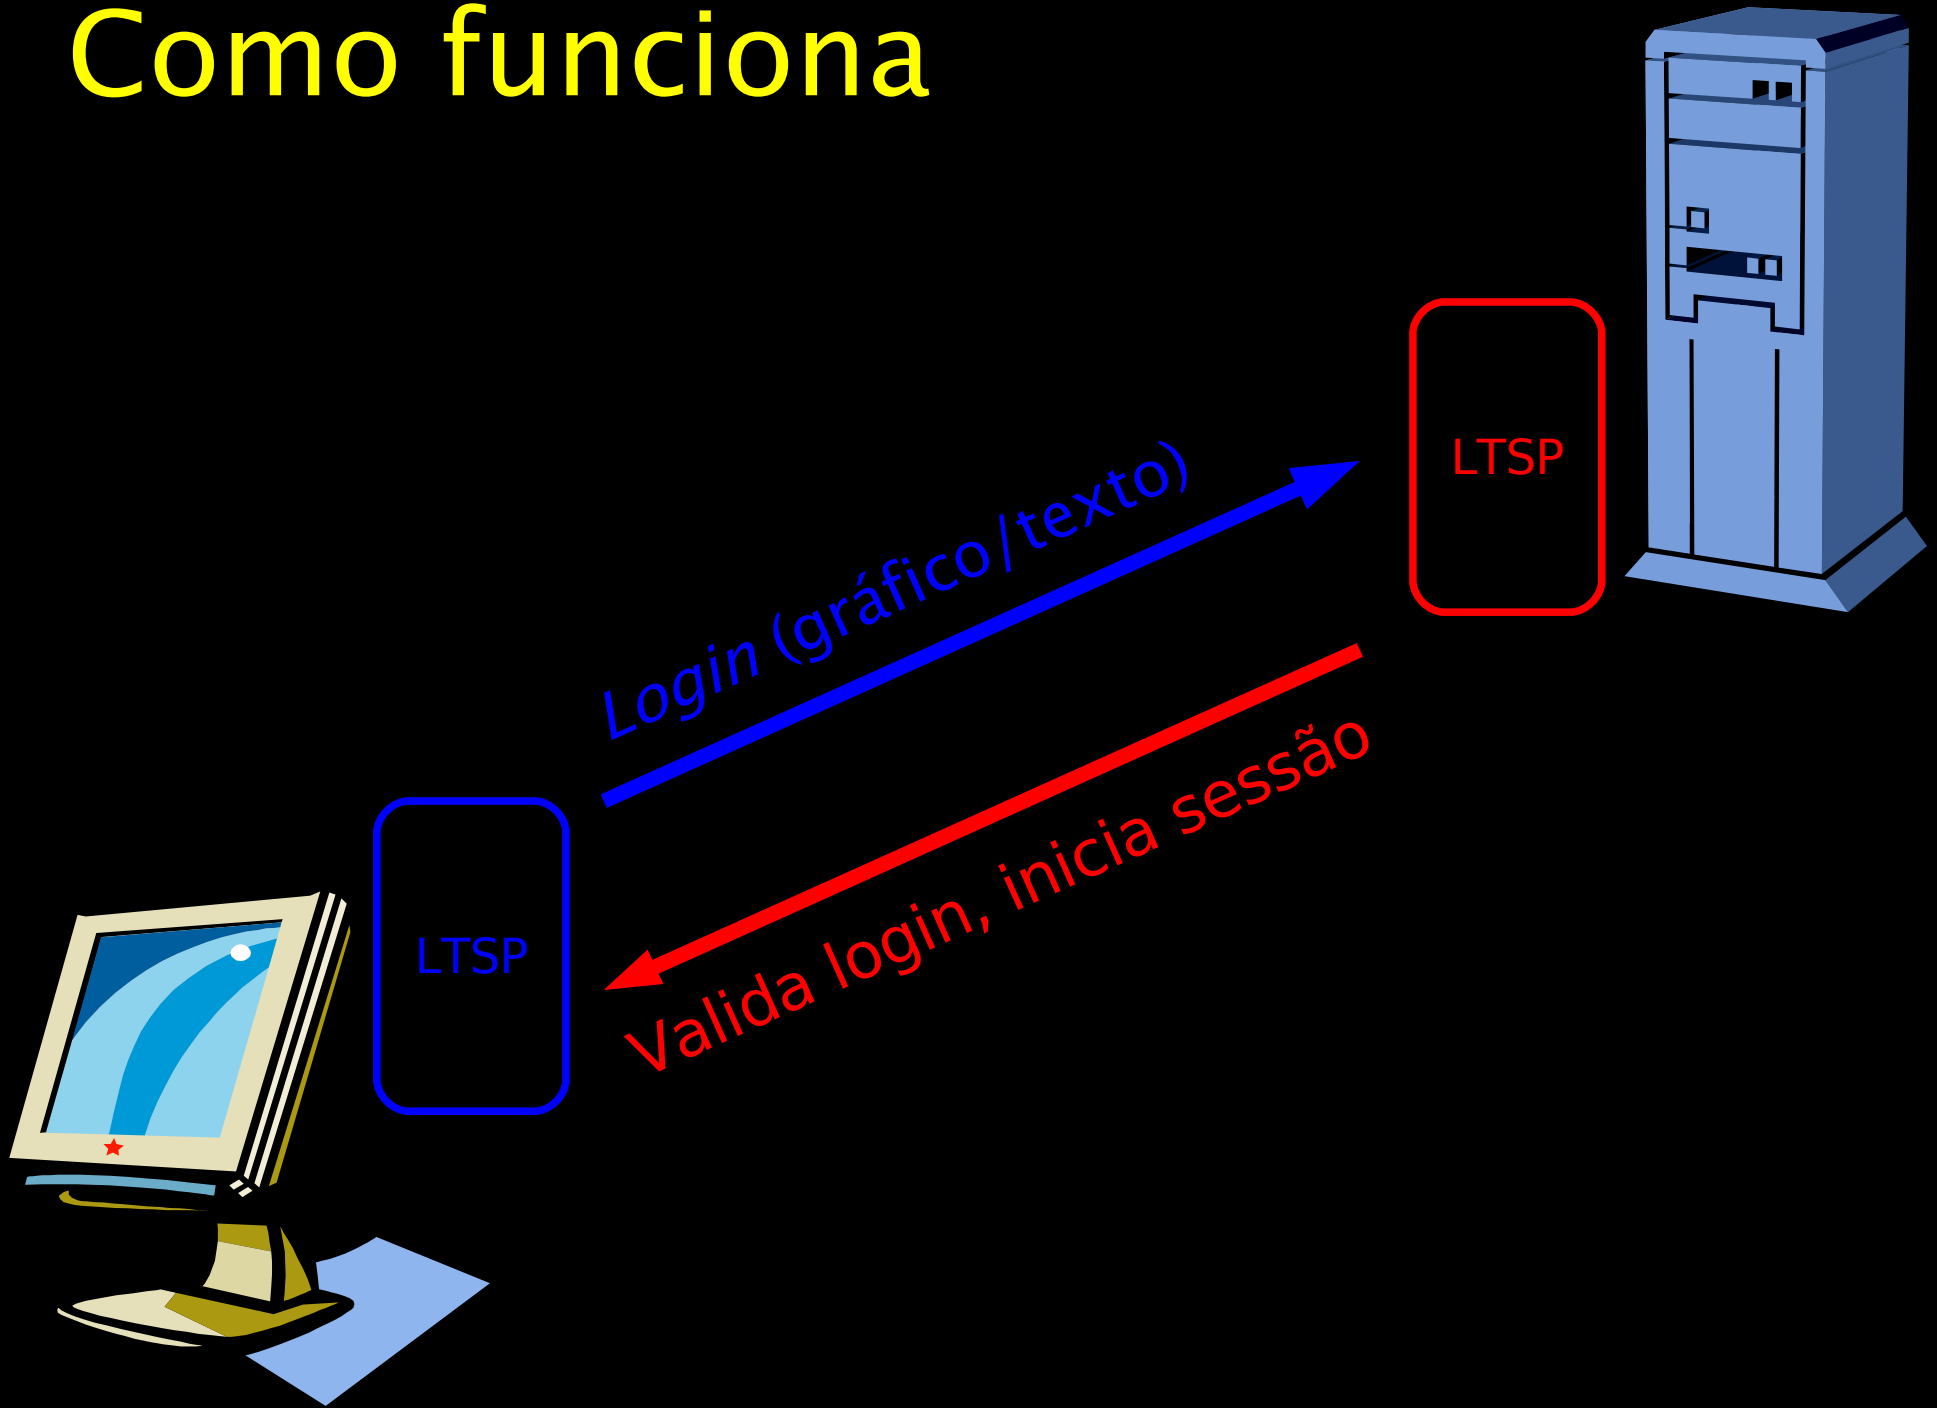 Como funciona
LTSP
Login (gráfico/texto)
Valida login, inicia sessão
LTSP